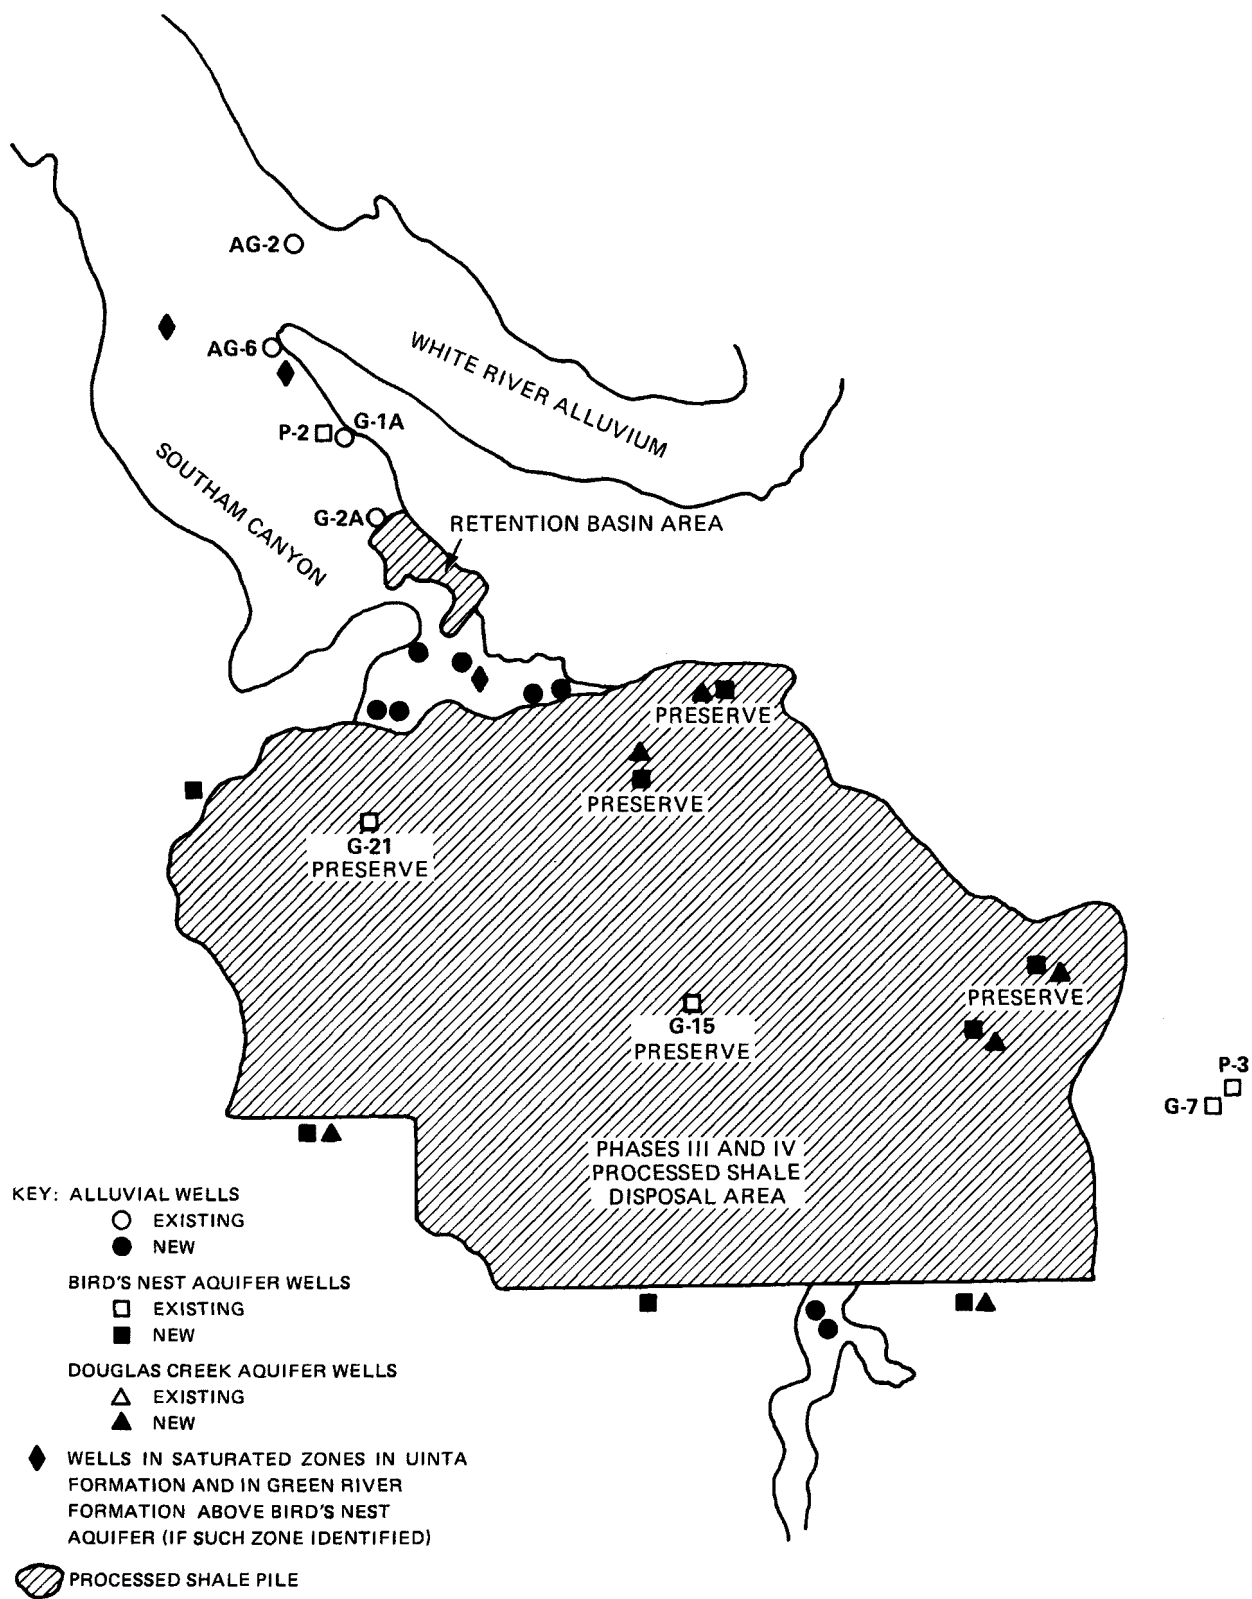 AG-2
AG-6
WHITE RIVER ALLUVIUM
G-1A
P-2
SOUTHAM CANYON
G-2A
RETENTION BASIN AREA
PRESERVE
PRESERVE
G-21
PRESERVE
PRESERVE
G-15
PRESERVE
P-3
G-7
PHASES III AND IV
PROCESSED SHALE
DISPOSAL AREA
KEY: ALLUVIAL WELLS
EXISTING
NEW
BIRD'S NEST AQUIFER WELLS
EXISTING
NEW
DOUGLAS CREEK AQUIFER WELLS
EXISTING
NEW
WELLS IN SATURATED ZONES IN UINTA
FORMATION AND IN GREEN RIVER
FORMATION ABOVE BIRD'S NEST
AQUIFER (IF SUCH ZONE IDENTIFIED)
PROCESSED SHALE PILE